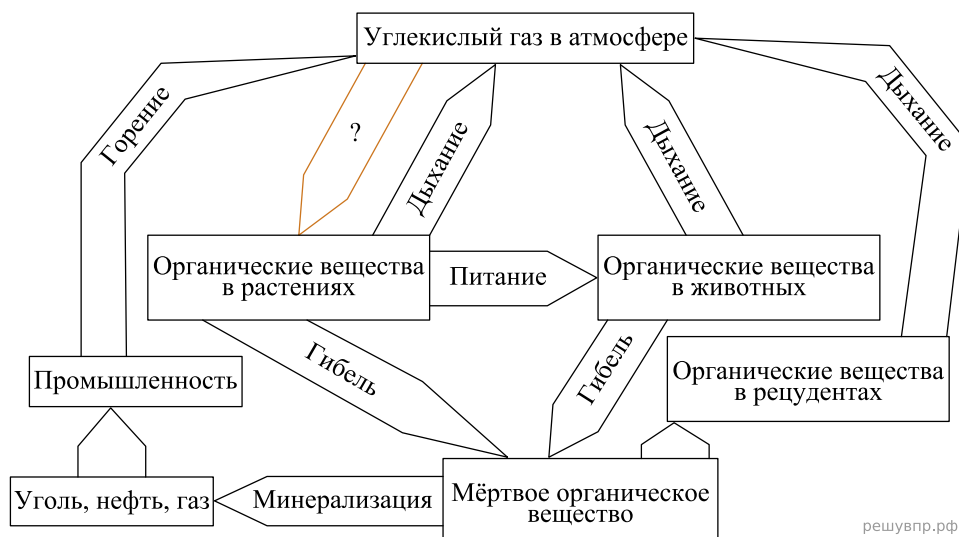 Углекислый газ в атмосфере
Горение
?
Дыхание
Дыхание
Дыхание
Органические вещества
в растениях
Питание
Органические вещества
в животных
Гибель
Гибель
Промышленность
Органические вещества
в рецудентах
Уголь, нефть, газ
Минерализация
Мёртвое органическое
вещество
решувпр.рф